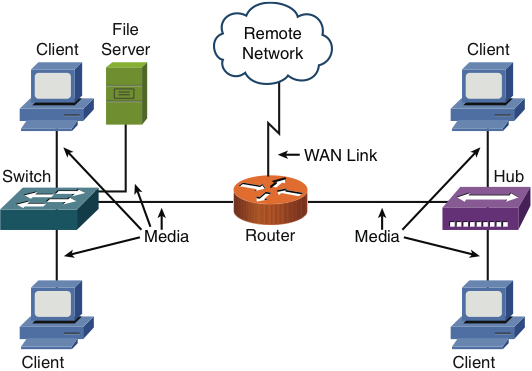 File
Server
Client
Remote
Network
Client
WAN Link
Switch
Hub
Media
Router
Media
Client
Client